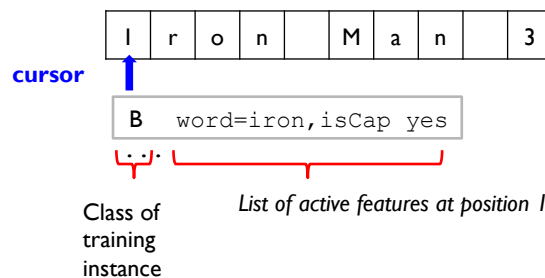 I r o n M a n 3
cursor
B word=iron,isCap yes
...
Class of
training
instance
List of active features at position 1